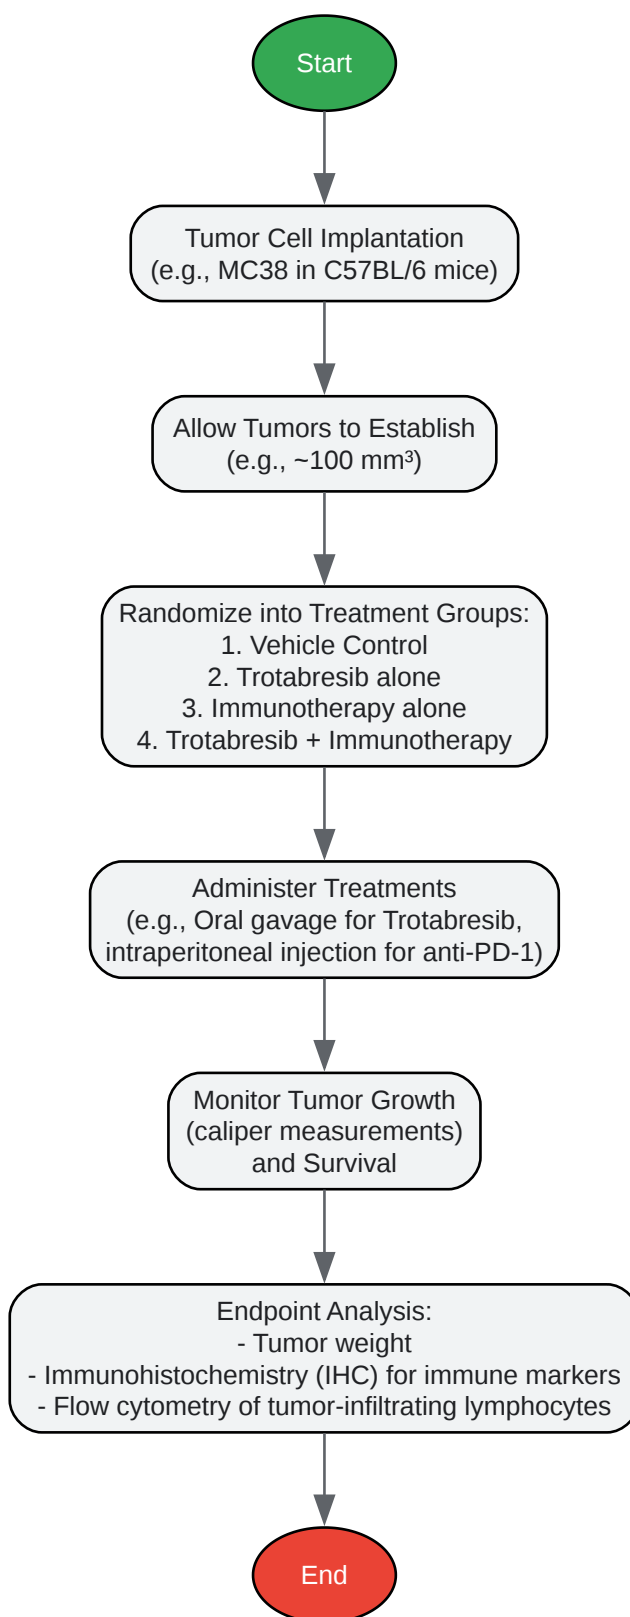 Start
Tumor Cell Implantation
(e.g., MC38 in C57BL/6 mice)
Allow Tumors to Establish
(e.g., ~100 mm³)
Randomize into Treatment Groups:
1. Vehicle Control
2. Trotabresib alone
3. Immunotherapy alone
4. Trotabresib + Immunotherapy
Administer Treatments
(e.g., Oral gavage for Trotabresib,
intraperitoneal injection for anti-PD-1)
Monitor Tumor Growth
(caliper measurements)
and Survival
Endpoint Analysis:
- Tumor weight
- Immunohistochemistry (IHC) for immune markers
- Flow cytometry of tumor-infiltrating lymphocytes
End